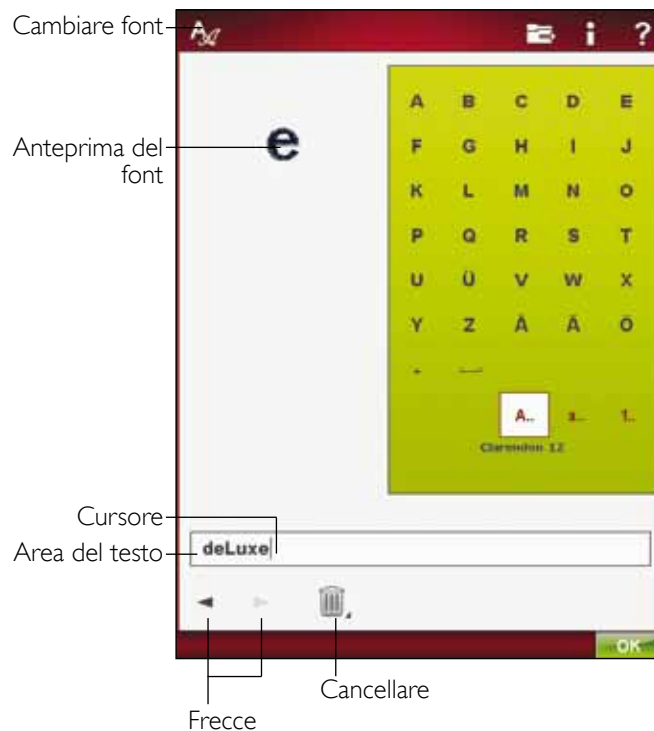 Cambiare font
A
i ?
A B C D E
Anteprima del
font
e
F G H I J
K L M N O
P Q R S T
U Ü V W X
Y Z Å Ä Ö
A.. a.. 1..
Clarendon 12
Cursore
Area del testo
deLuxe
OK
Cancellare
Frecce